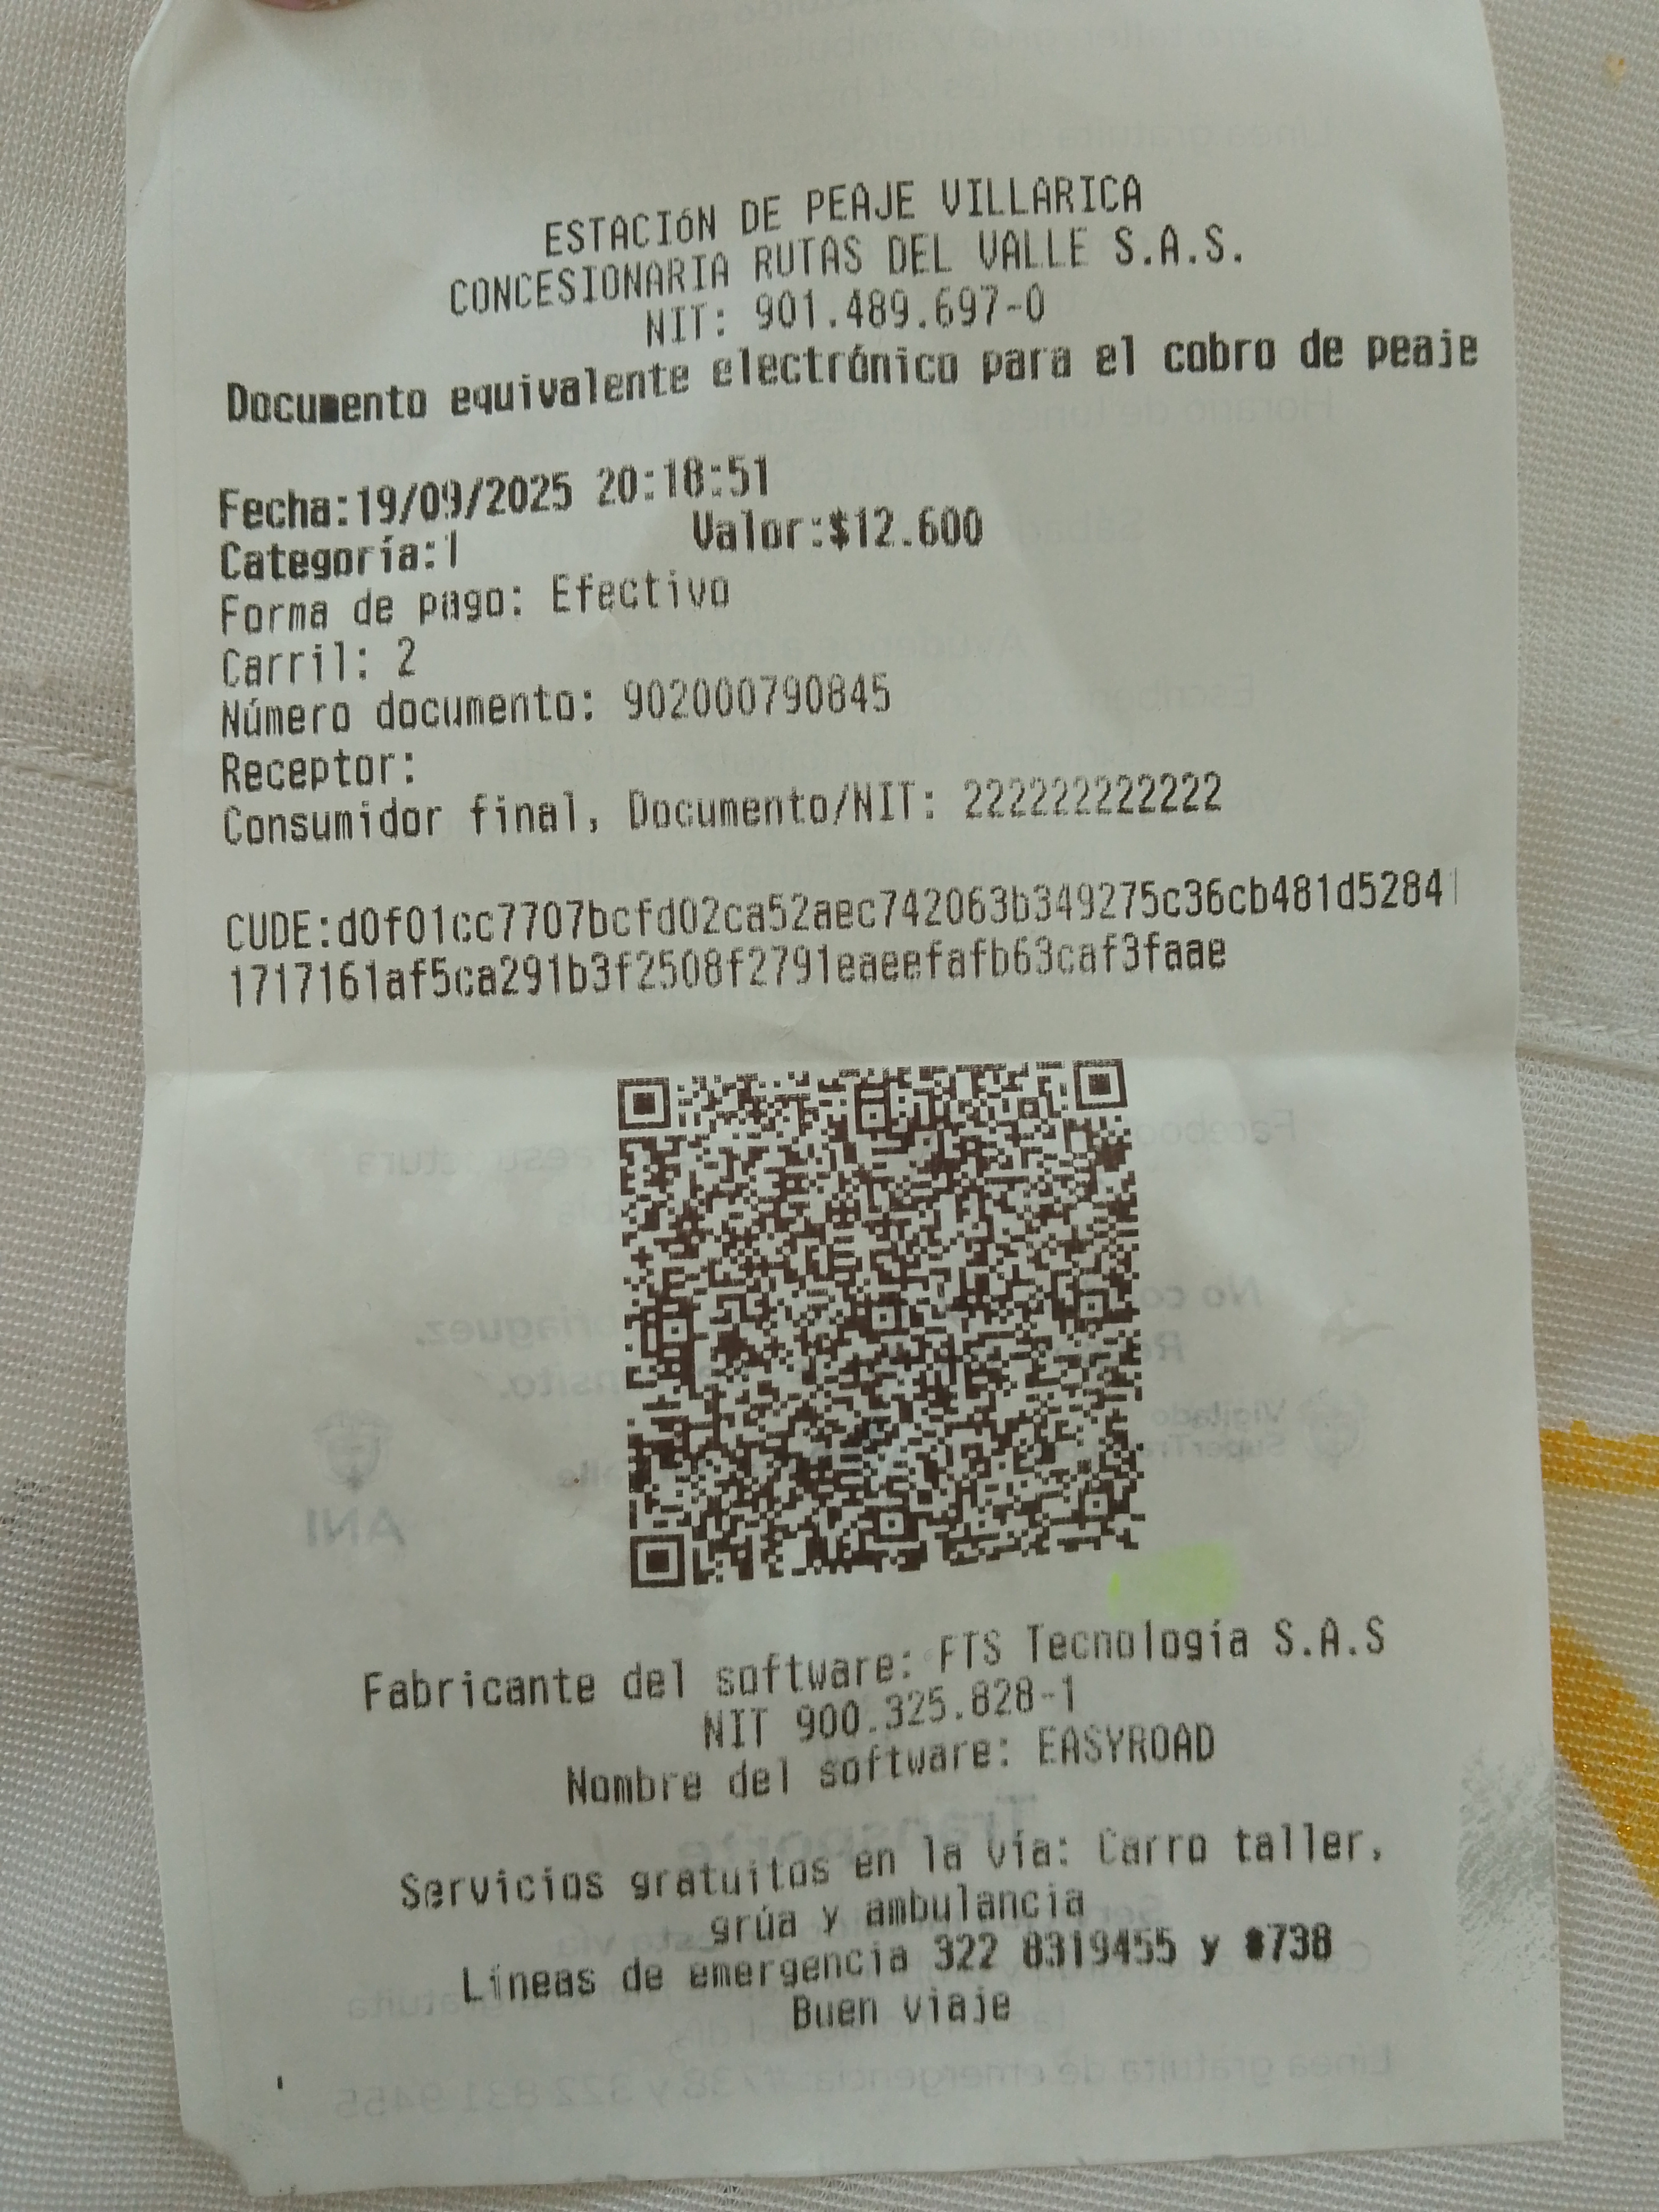 ESTACIóN DE PEAJE VILLARICA
CONCESIONARIA RUTAS DEL VALLE S.A.S.
NIT: 901.489.697-0
Documento equivalente electrónico para el cobro de peaje
Fecha:19/09/2025 20:18:51
Categoría:1 Valor:$12.600
Forma de pago: Efectivo
Carril: 2
Número documento: 902000790845
Receptor:
Consumidor final, Documento/NIT: 222222222222
CUDE:d0f01cc7707bcfd02ca52aec742063b349275c36cb481d52841
1717161af5ca291b3f2508f2791eaeefafb63caf3faae
Fabricante del software: FTS Tecnología S.A.S
NIT 900.325.828-1
Nombre del software: EASYROAD
Servicios gratuitos en la vía: Carro taller,
grúa y ambulancia
Líneas de emergencia 322 8319455 y #738
Buen viaje